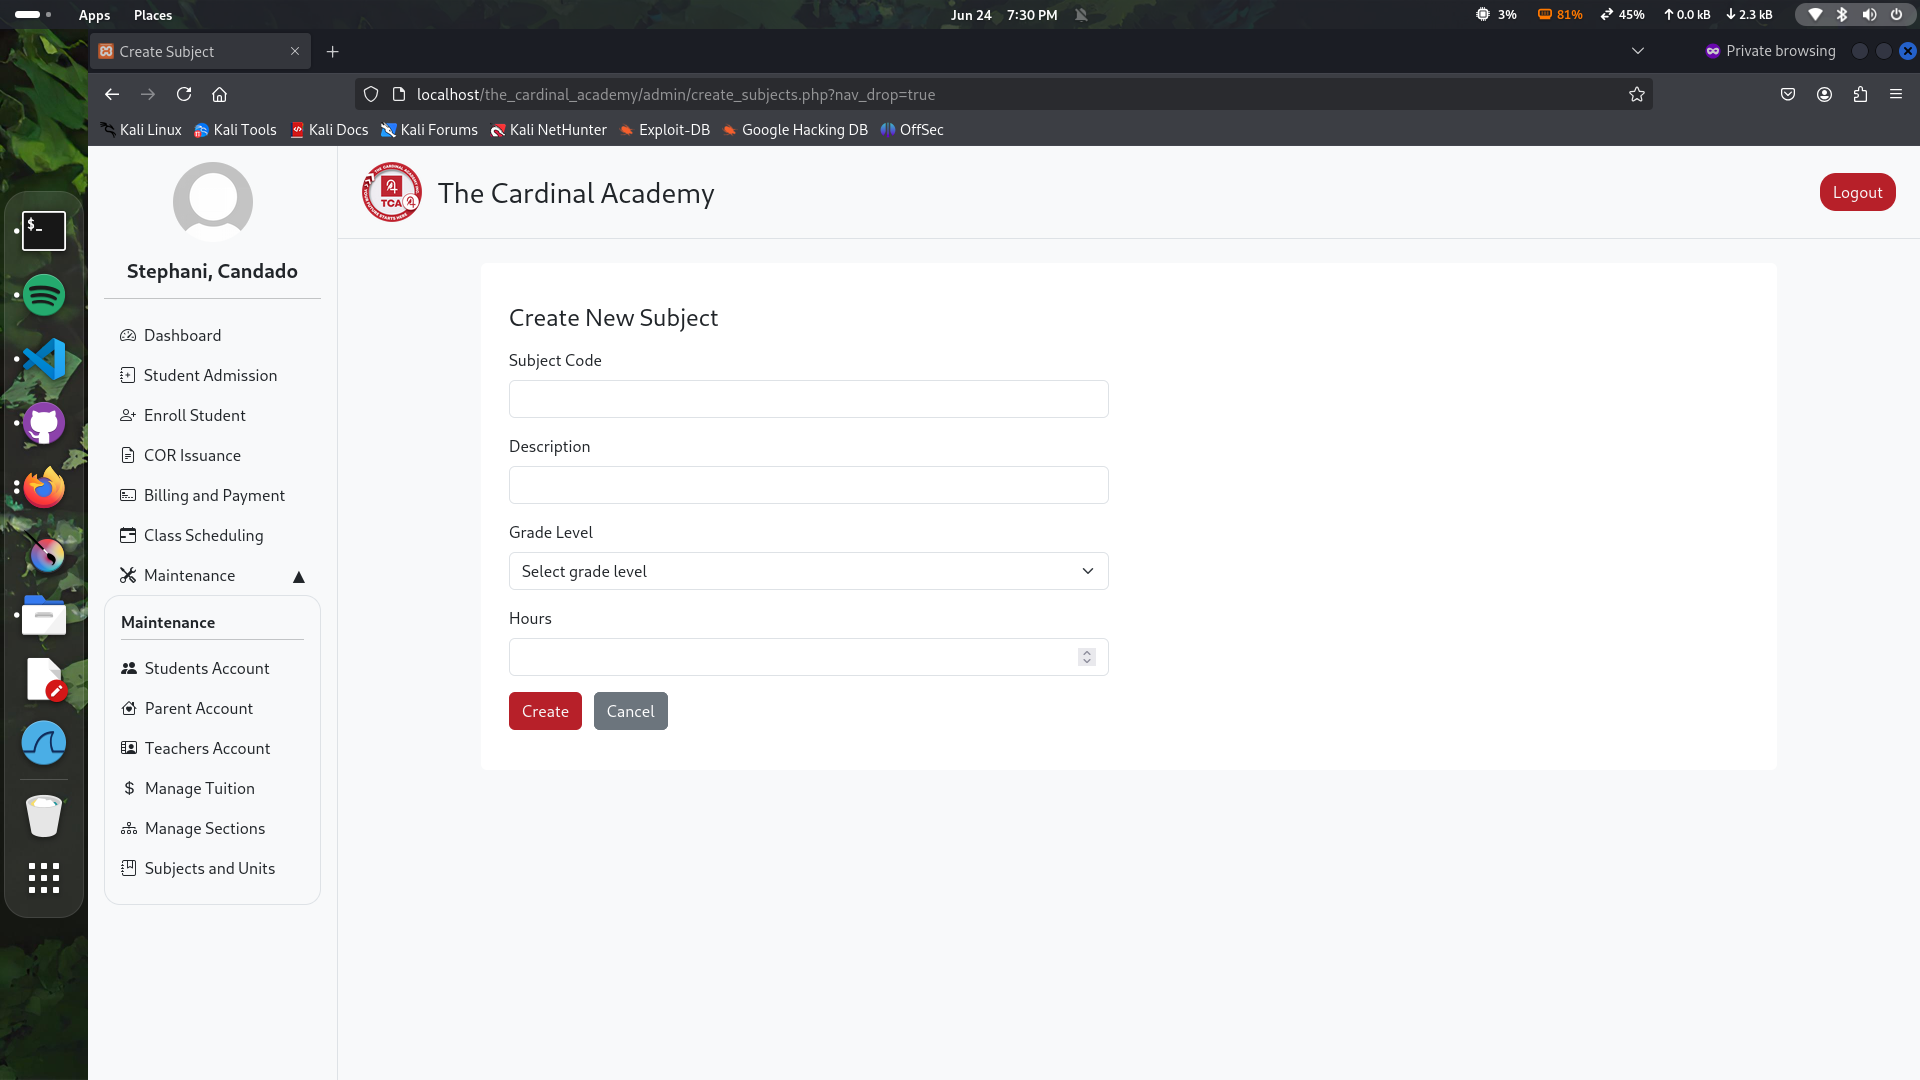 Apps Places Jun 24 7:30 PM 3% 81% 45% 0.0 kB 2.3 kB
Create Subject Private browsing
localhost/the_cardinal_academy/admin/create_subjects.php?nav_drop=true
Kali Linux Kali Tools Kali Docs Kali Forums Kali NetHunter Exploit-DB Google Hacking DB OffSec
TCA
The Cardinal Academy
Logout
Stephani, Candado
Dashboard
Student Admission
Enroll Student
COR Issuance
Billing and Payment
Class Scheduling
Maintenance
Maintenance
Students Account
Parent Account
Teachers Account
Manage Tuition
Manage Sections
Subjects and Units
Create New Subject
Subject Code
Description
Grade Level
Select grade level
Hours
Create Cancel